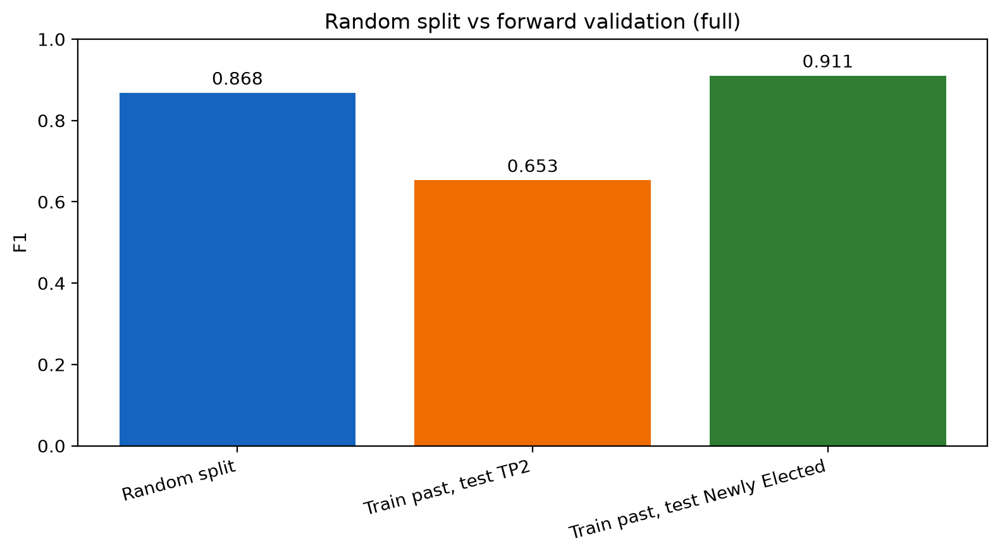 Random split vs forward validation (full)
1.0
0.8
0.6
0.4
0.2
0.0
F1
0.868
0.653
0.911
Random split
Train past, test TP2
Train past, test Newly Elected